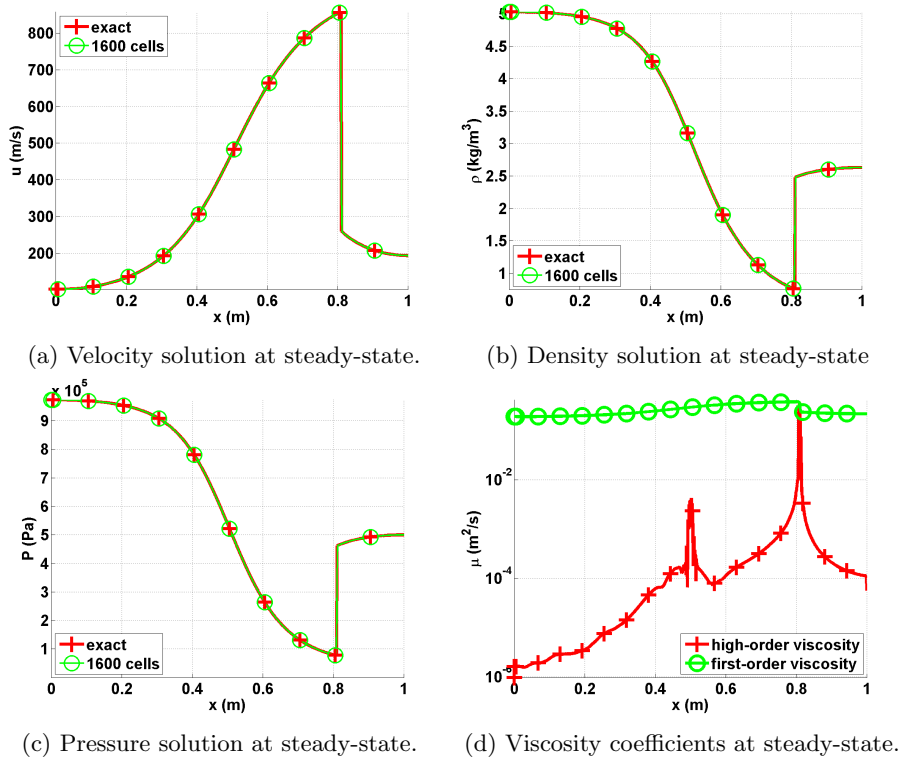 800
700
600
500
400
300
200
u (m/s)
0
0.2
0.4
0.6
0.8
1
x (m)
exact
1600 cells
(a) Velocity solution at steady-state.
5
4.5
4
3.5
3
2.5
2
1.5
1
ρ (kg/m³)
0
0.2
0.4
0.6
0.8
1
x (m)
exact
1600 cells
(b) Density solution at steady-state
x 10⁵
9
8
7
6
5
4
3
2
1
P (Pa)
0
0.2
0.4
0.6
0.8
1
x (m)
exact
1600 cells
(c) Pressure solution at steady-state.
10⁻²
10⁻⁴
10⁻⁶
μ (m²/s)
0
0.2
0.4
0.6
0.8
1
x (m)
high-order viscosity
first-order viscosity
(d) Viscosity coefficients at steady-state.